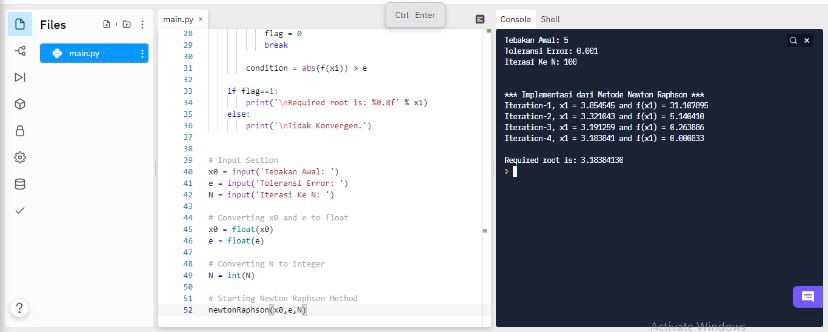 Files
main.py
main.py ×
28 flag = 0
29 break
30
31 condition = abs(f(x1)) > e
32
33 if flag==1:
34 print('\nRequired root is: %0.8f' % x1)
35 else:
36 print('\nTidak Konvergen.')
37
38
39 # Input Section
40 x0 = input('Tebakan Awal: ')
41 e = input('Toleransi Error: ')
42 N = input('Iterasi Ke N: ')
43
44 # Converting x0 and e to float
45 x0 = float(x0)
46 e = float(e)
47
48 # Converting N to integer
49 N = int(N)
50
51 # Starting Newton Raphson Method
52 newtonRaphson(x0,e,N)
Ctrl Enter
Console Shell
Tebakan Awal: 5
Toleransi Error: 0.001
Iterasi Ke N: 100
*** Implementasi dari Metode Newton Raphson ***
Iteration-1, x1 = 3.854545 and f(x1) = 31.107895
Iteration-2, x1 = 3.321643 and f(x1) = 5.140410
Iteration-3, x1 = 3.191259 and f(x1) = 0.263886
Iteration-4, x1 = 3.183841 and f(x1) = 0.000833
Required root is: 3.18384130
>
?
Activate Windows